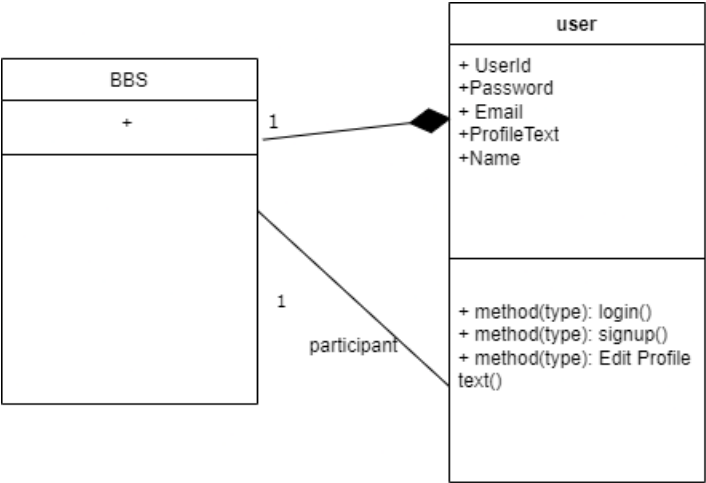 BBS
+
1
1
participant
user
+ UserId
+Password
+ Email
+ProfileText
+Name
+ method(type): login()
+ method(type): signup()
+ method(type): Edit Profile
text()